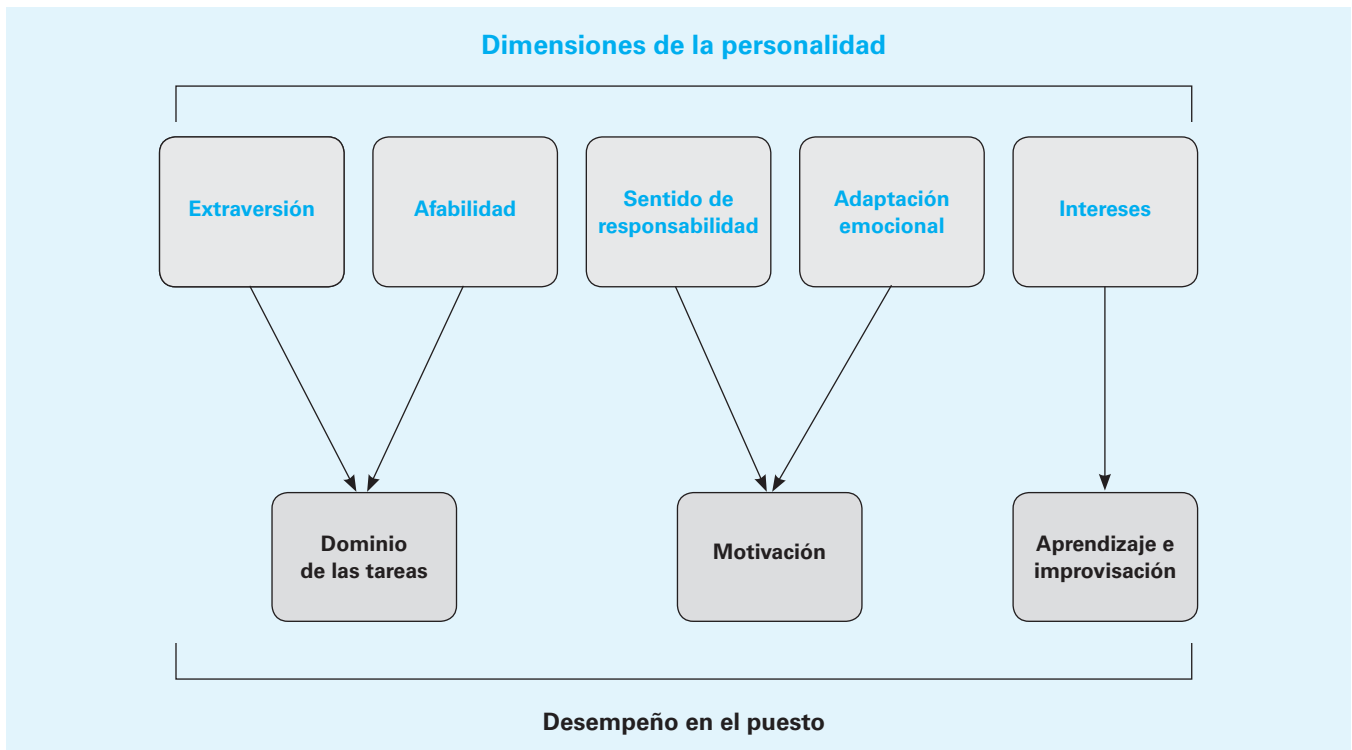 Dimensiones de la personalidad
Extraversión
Afabilidad
Sentido de
responsabilidad
Adaptación
emocional
Intereses
Dominio
de las tareas
Motivación
Aprendizaje e
improvisación
Desempeño en el puesto